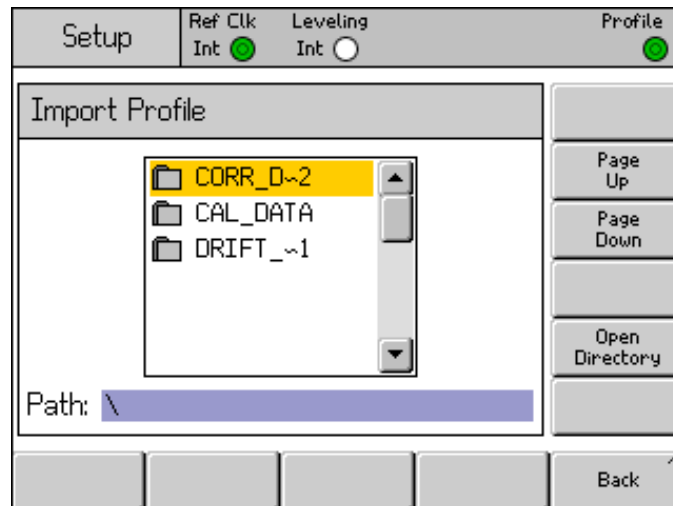 Setup
Ref Clk
Int
Leveling
Int
Profile
Import Profile
CORR_D~2
CAL_DATA
DRIFT_~1
Path: \
Page
Up
Page
Down
Open
Directory
Back